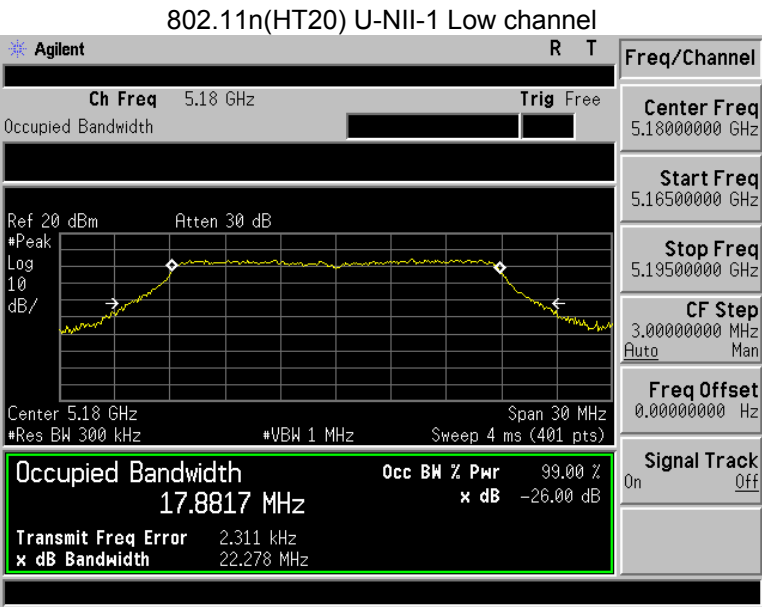 802.11n(HT20) U-NII-1 Low channel
Agilent R T
Freq/Channel
Ch Freq 5.18 GHz Trig Free
Occupied Bandwidth
Center Freq
5.18000000 GHz
Start Freq
5.16500000 GHz
Stop Freq
5.19500000 GHz
CF Step
3.00000000 MHz
Auto Man
Freq Offset
0.00000000 Hz
Signal Track
On Off
Ref 20 dBm Atten 30 dB
#Peak
Log
10
dB/
Center 5.18 GHz Span 30 MHz
#Res BW 300 kHz #VBW 1 MHz Sweep 4 ms (401 pts)
Occupied Bandwidth Occ BW % Pwr 99.00 %
17.8817 MHz x dB -26.00 dB
Transmit Freq Error 2.311 kHz
x dB Bandwidth 22.278 MHz